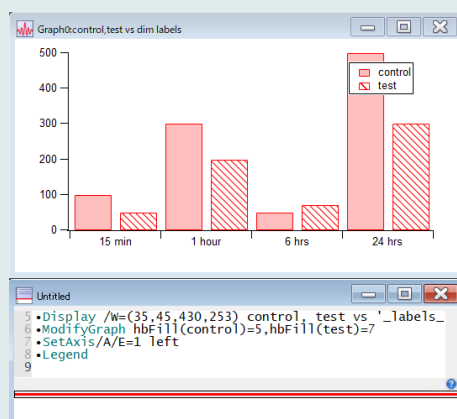 Graph0:control,test vs dim labels
500
400
300
200
100
0
control
test
15 min
1 hour
6 hrs
24 hrs
Untitled
5 •Display /W=(35,45,430,253) control, test vs '_labels_
6 •ModifyGraph hbFill(control)=5,hbFill(test)=7
7 •SetAxis/A/E=1 left
8 •Legend
9
?